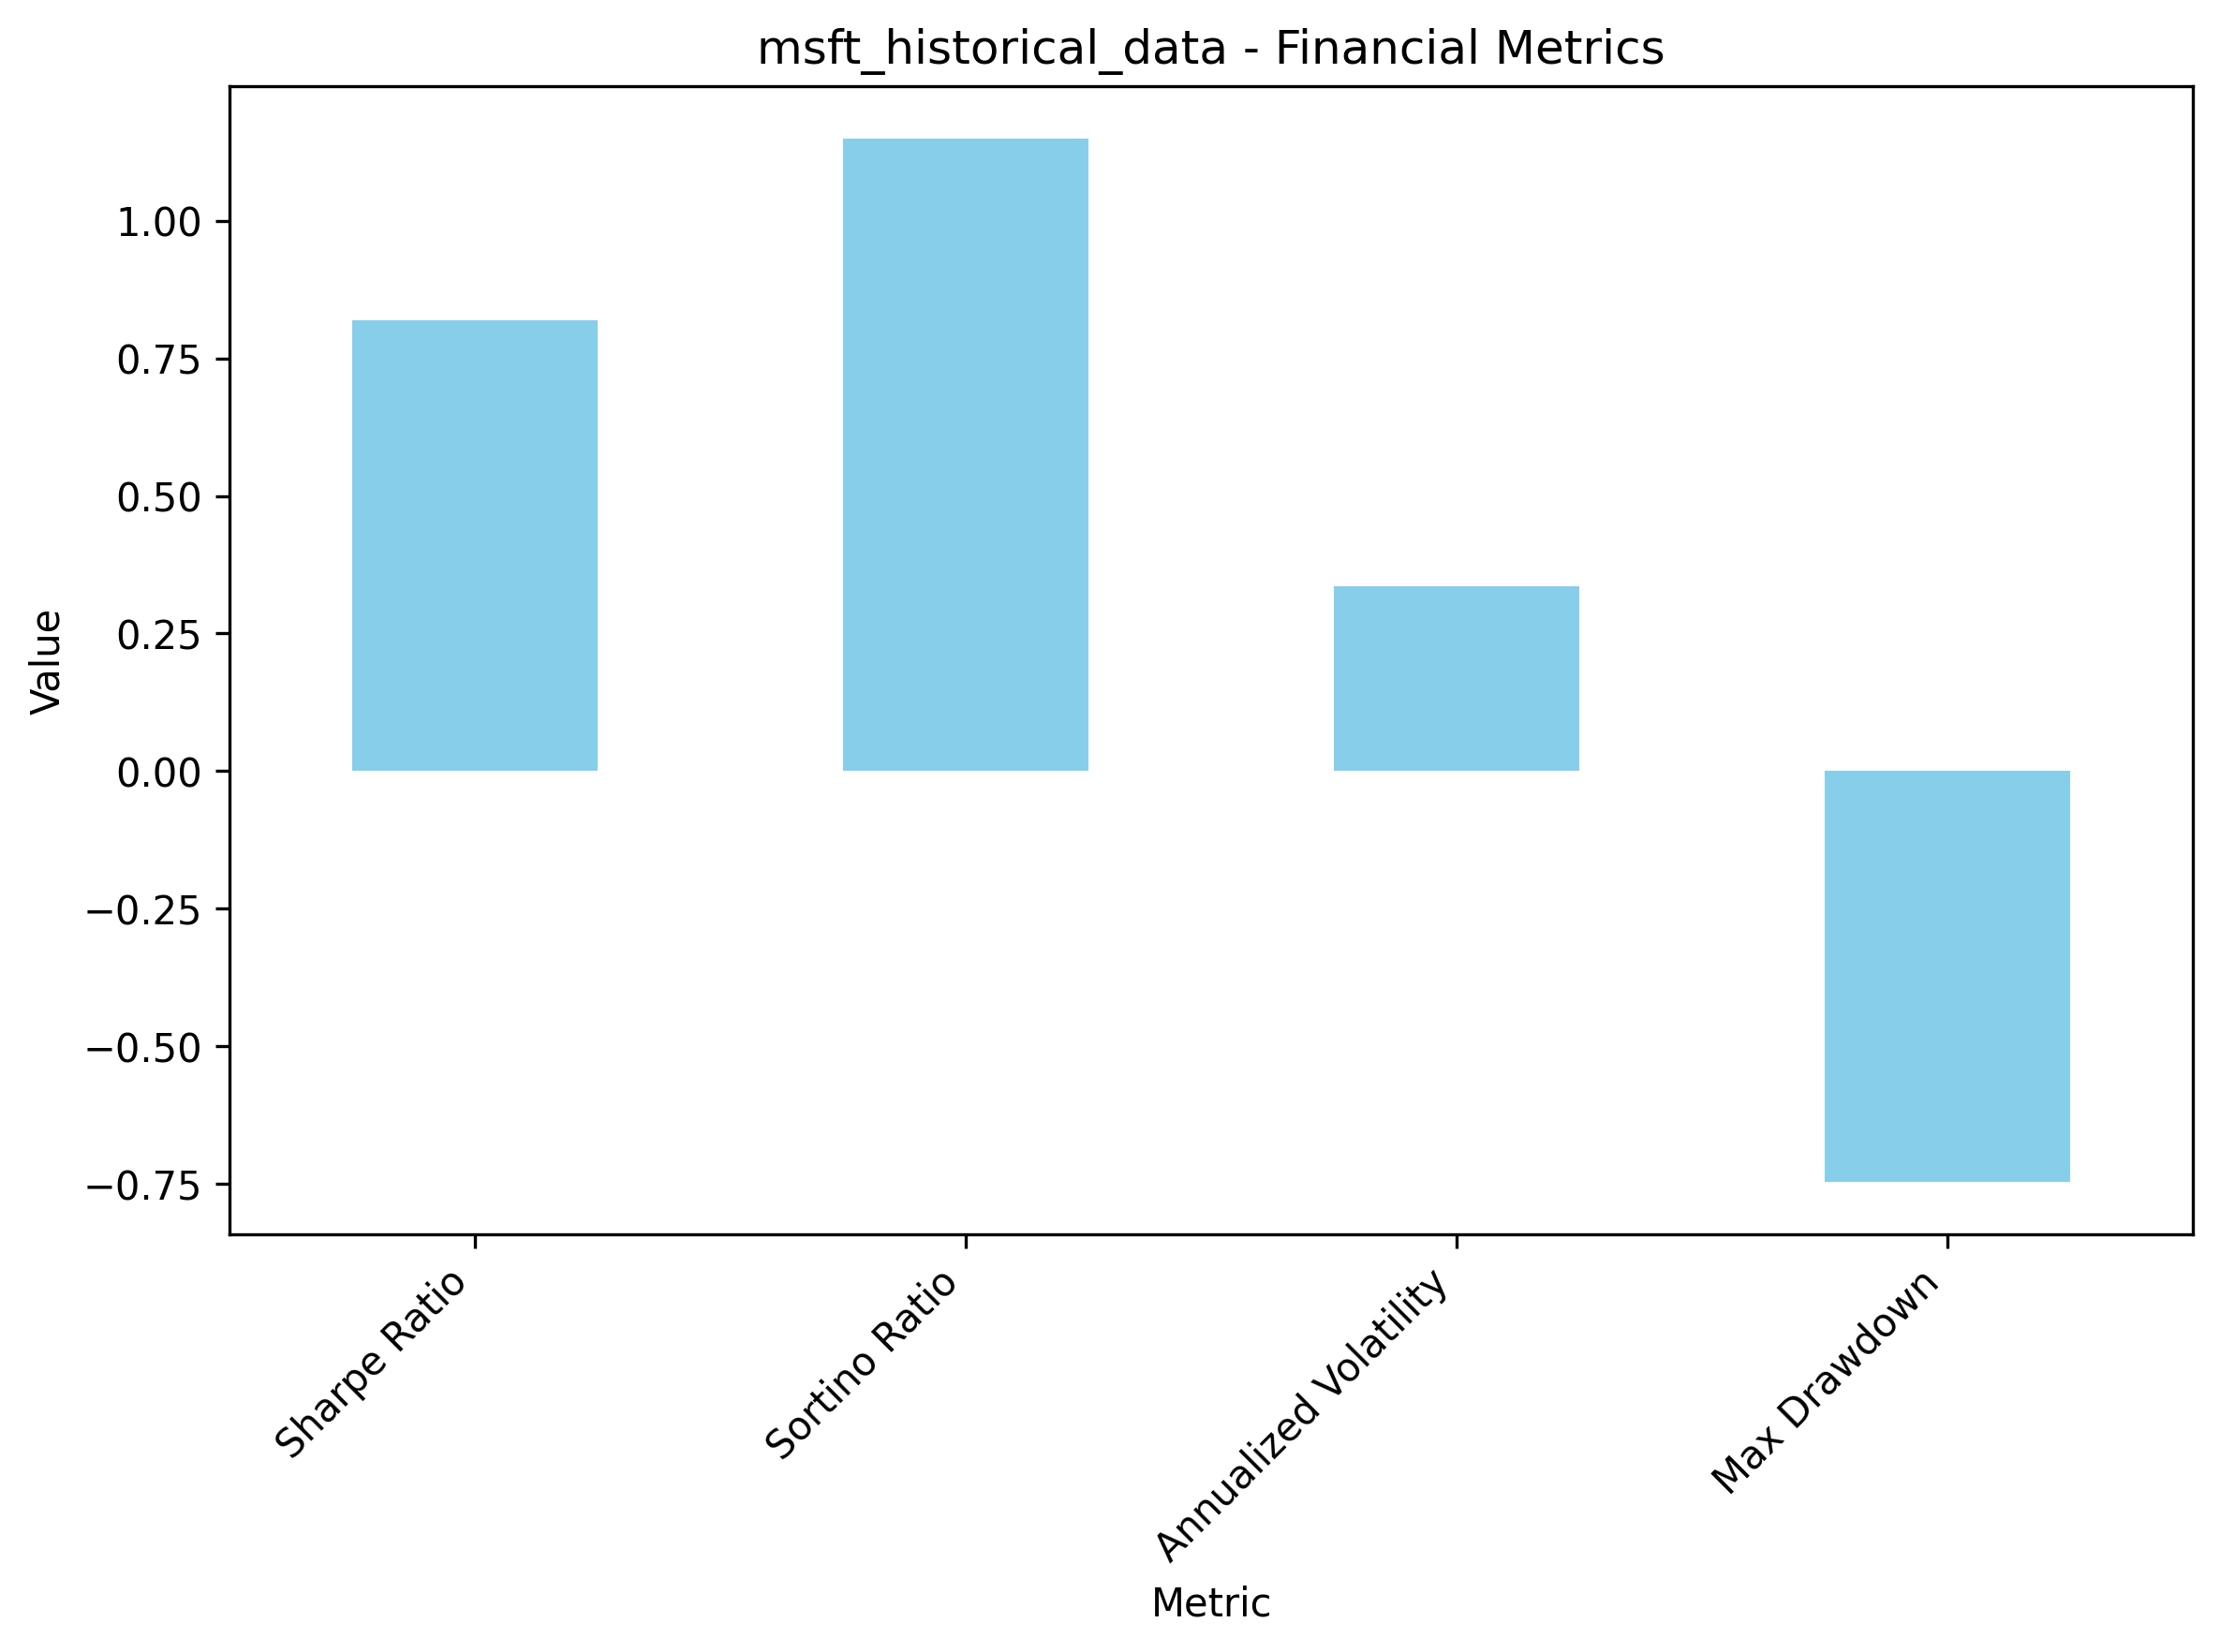 msft_historical_data - Financial Metrics
Value
1.00
0.75
0.50
0.25
0.00
−0.25
−0.50
−0.75
Sharpe Ratio
Sortino Ratio
Annualized Volatility
Max Drawdown
Metric